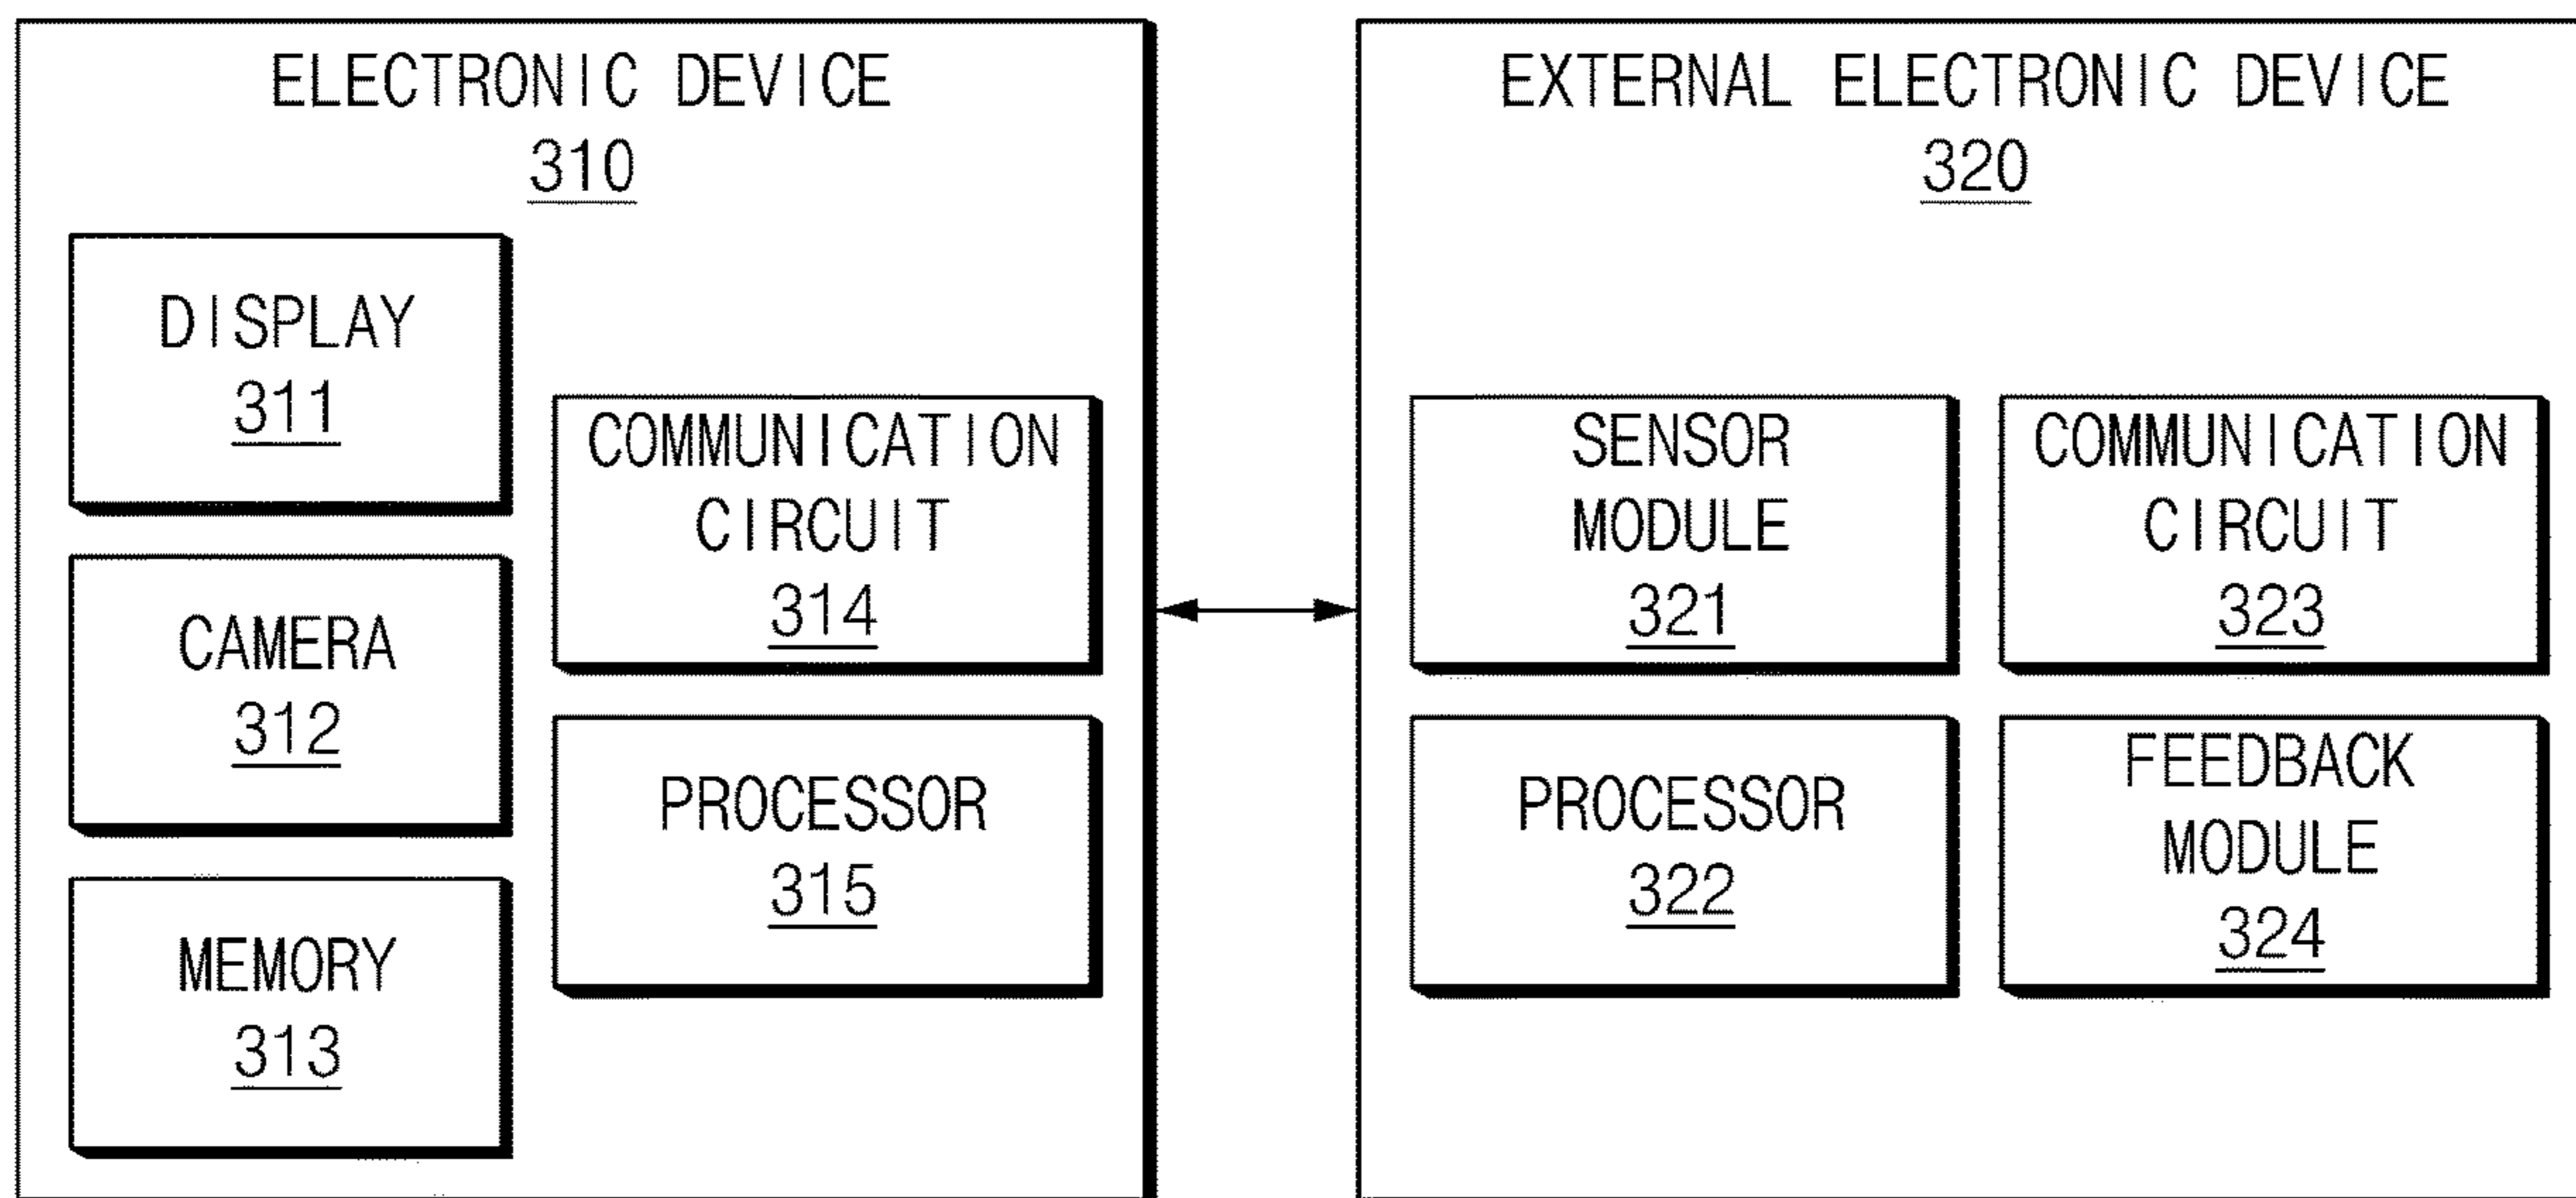 ELECTRONIC DEVICE
310
DISPLAY
311
CAMERA
312
MEMORY
313
COMMUNICATION
CIRCUIT
314
PROCESSOR
315
EXTERNAL ELECTRONIC DEVICE
320
SENSOR
MODULE
321
COMMUNICATION
CIRCUIT
323
PROCESSOR
322
FEEDBACK
MODULE
324